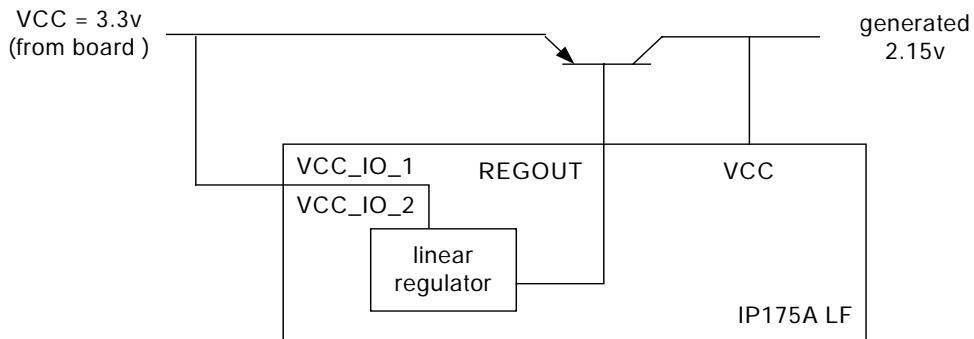 VCC = 3.3v
(from board )
generated
2.15v
VCC_IO_1
REGOUT
VCC
VCC_IO_2
linear
regulator
IP175A LF